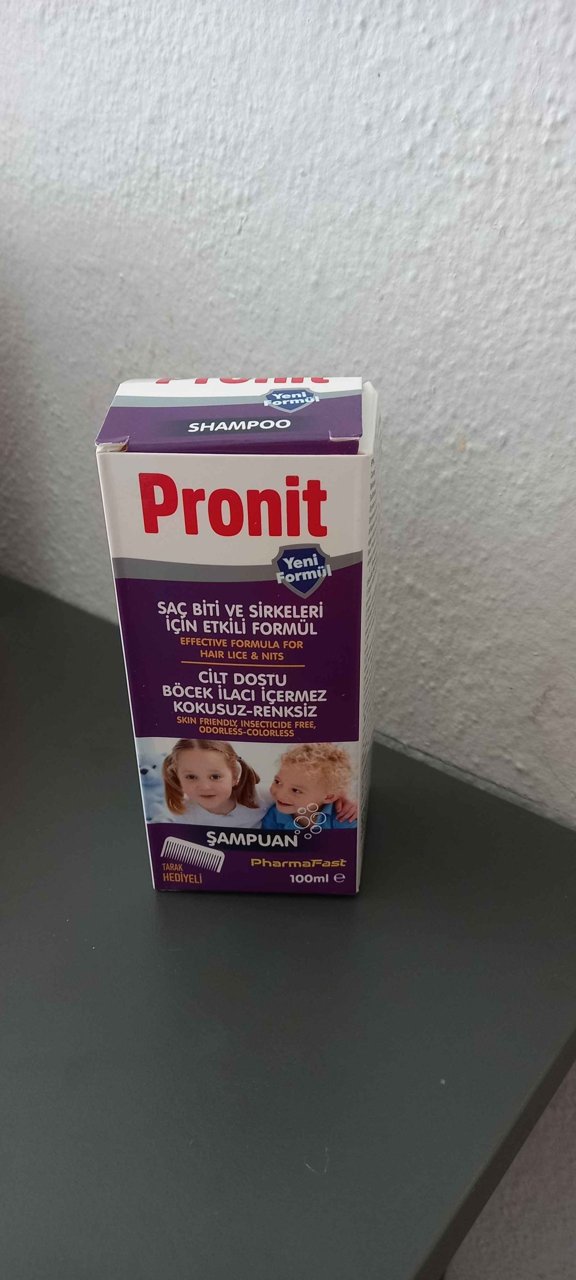 Pronit
Yeni
Formül
SHAMPOO
Pronit
Yeni
Formül
SAÇ BİTİ VE SİRKELERİ
İÇİN ETKİLİ FORMÜL
EFFECTIVE FORMULA FOR
HAIR LICE & NITS
CİLT DOSTU
BÖCEK İLACI İÇERMEZ
KOKUSUZ-RENKSİZ
SKIN FRIENDLY, INSECTICIDE FREE,
ODORLESS-COLORLESS
ŞAMPUAN
TARAK
HEDİYELİ
PharmaFast
100ml e